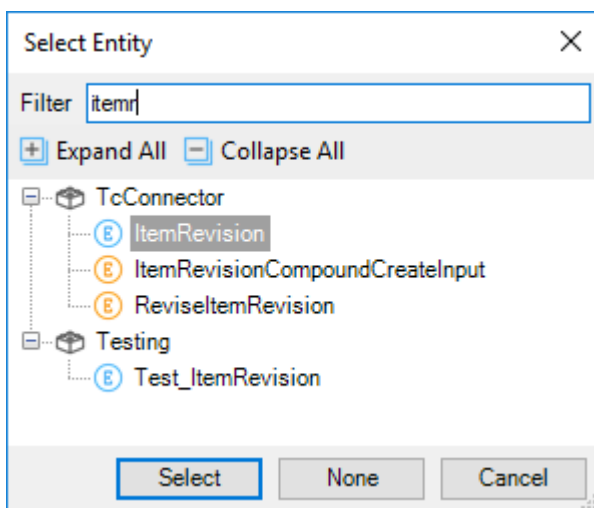 Select Entity
Filter itemr
Expand All Collapse All
TcConnector
E ItemRevision
E ItemRevisionCompoundCreateInput
E ReviseItemRevision
Testing
E Test_ItemRevision
Select None Cancel